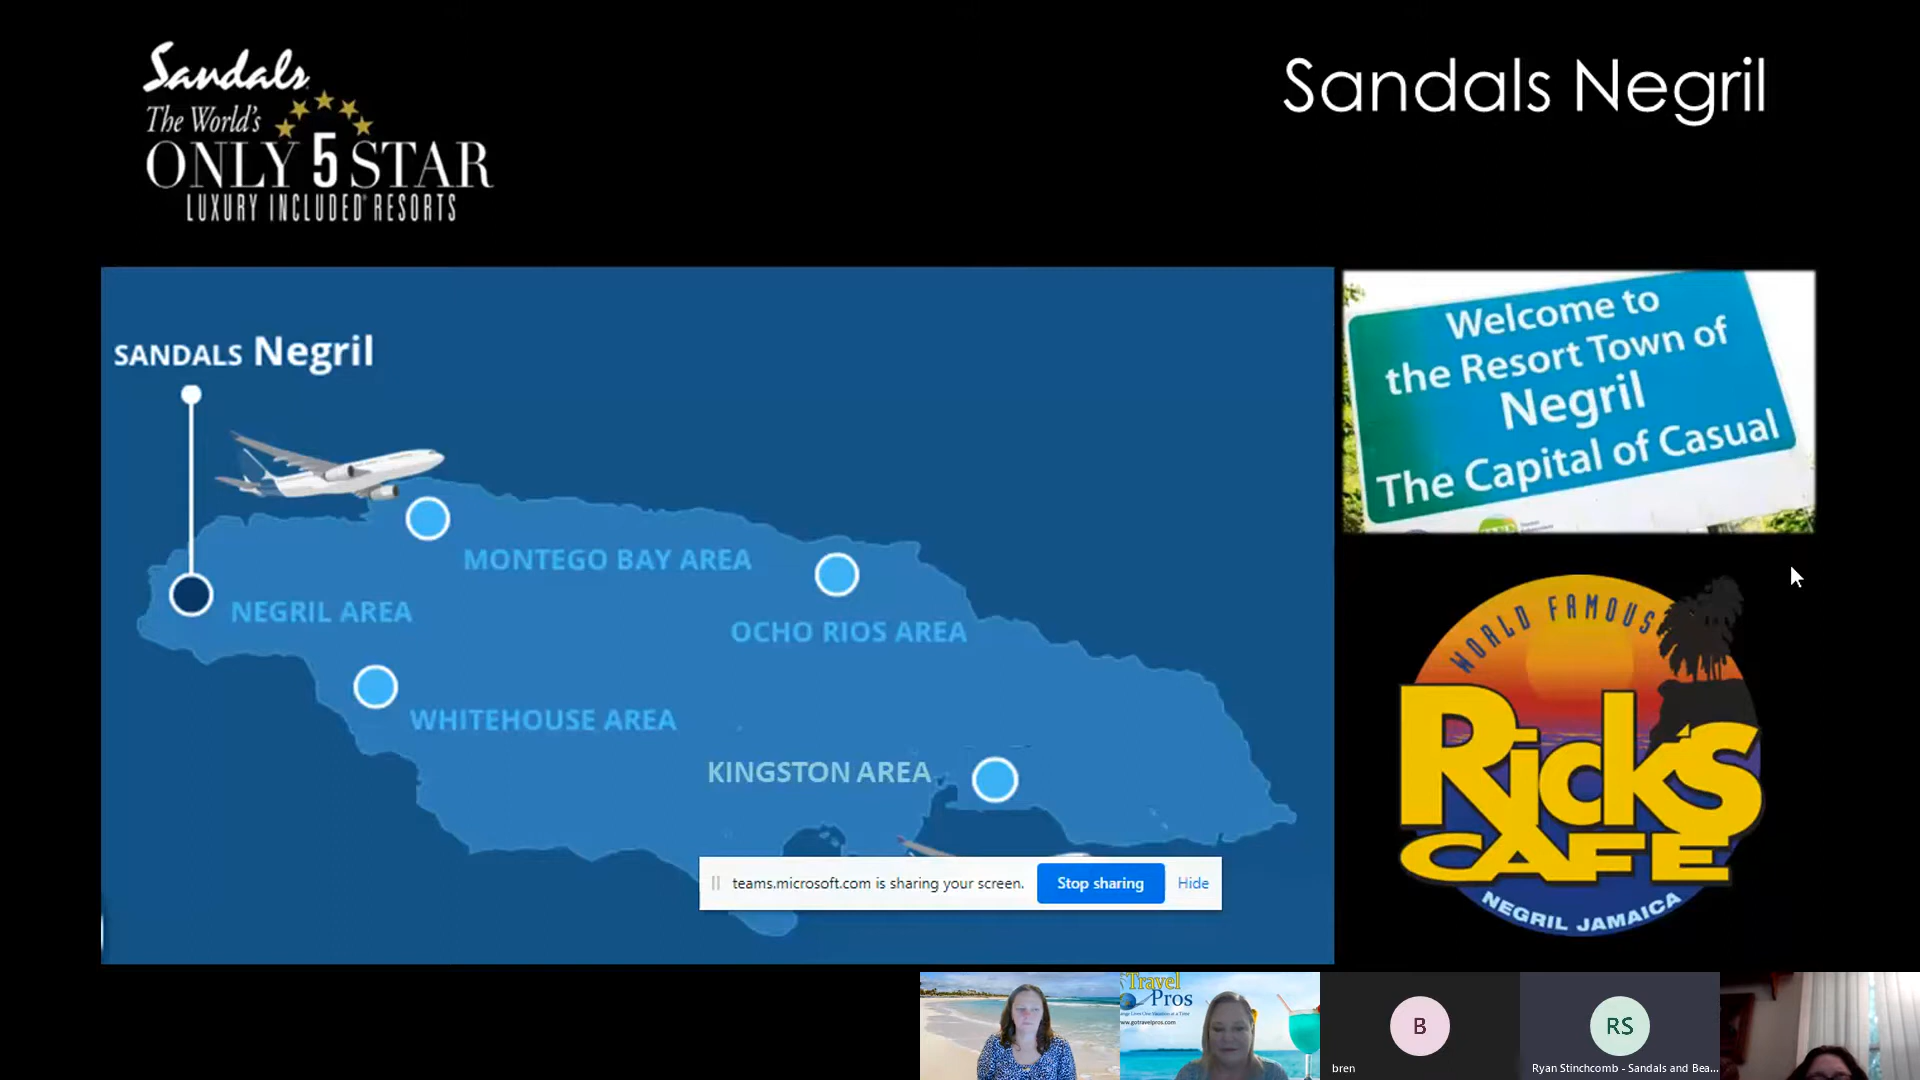 Sandals
The World's
ONLY 5 STAR
LUXURY INCLUDED® RESORTS
Sandals Negril
SANDALS Negril
MONTEGO BAY AREA
NEGRIL AREA
OCHO RIOS AREA
WHITEHOUSE AREA
KINGSTON AREA
Welcome to
the Resort Town of
Negril
The Capital of Casual
WORLD FAMOUS
Rick's
CAFE
NEGRIL JAMAICA
teams.microsoft.com is sharing your screen.
Stop sharing
Hide
Travel
Pros
www.gotravelpros.com
B
bren
RS
Ryan Stinchcomb - Sandals and Bea...